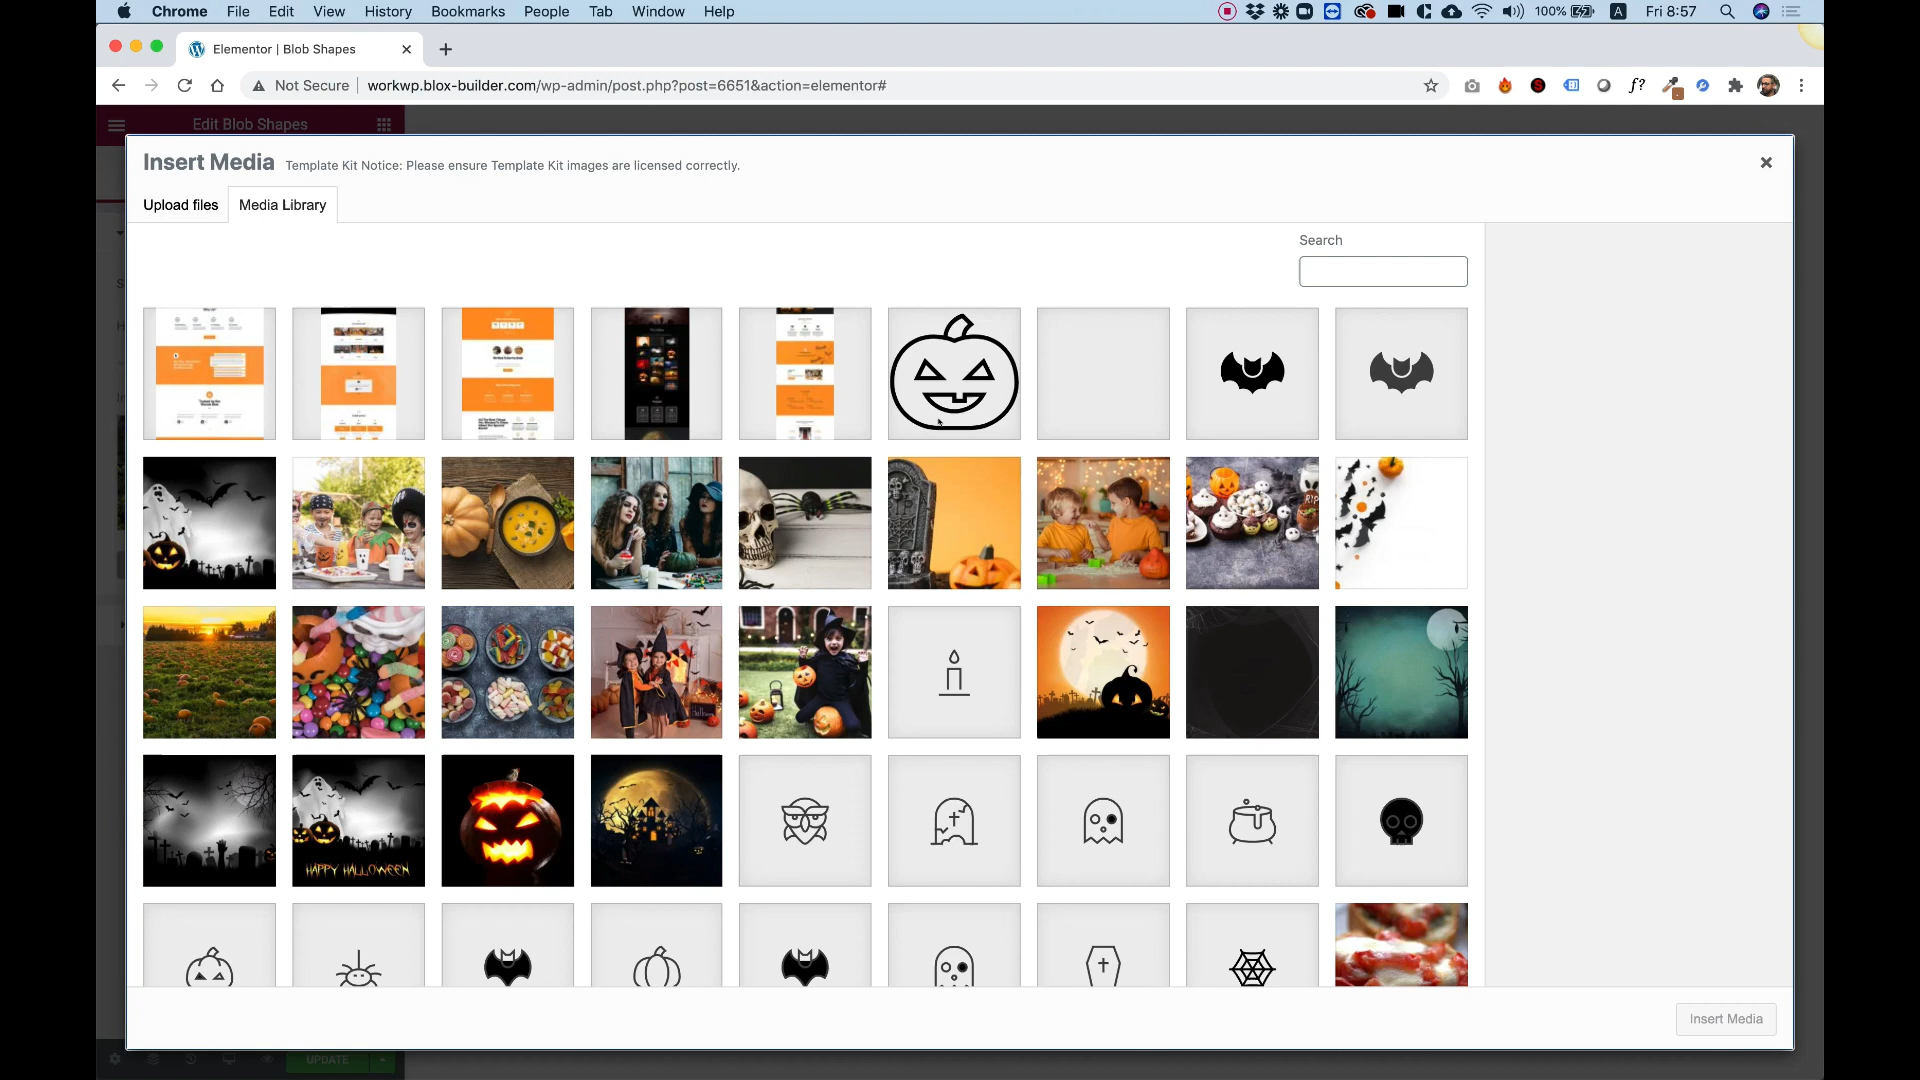 Chrome File Edit View History Bookmarks People Tab Window Help
100% A Fri 8:57
Elementor | Blob Shapes
Not Secure workwp.blox-builder.com/wp-admin/post.php?post=6651&action=elementor#
f?
Edit Blob Shapes
Insert Media Template Kit Notice: Please ensure Template Kit images are licensed correctly.
Upload files Media Library
Search
RIP
HAPPY HALLOWEEN
Insert Media
UPDATE